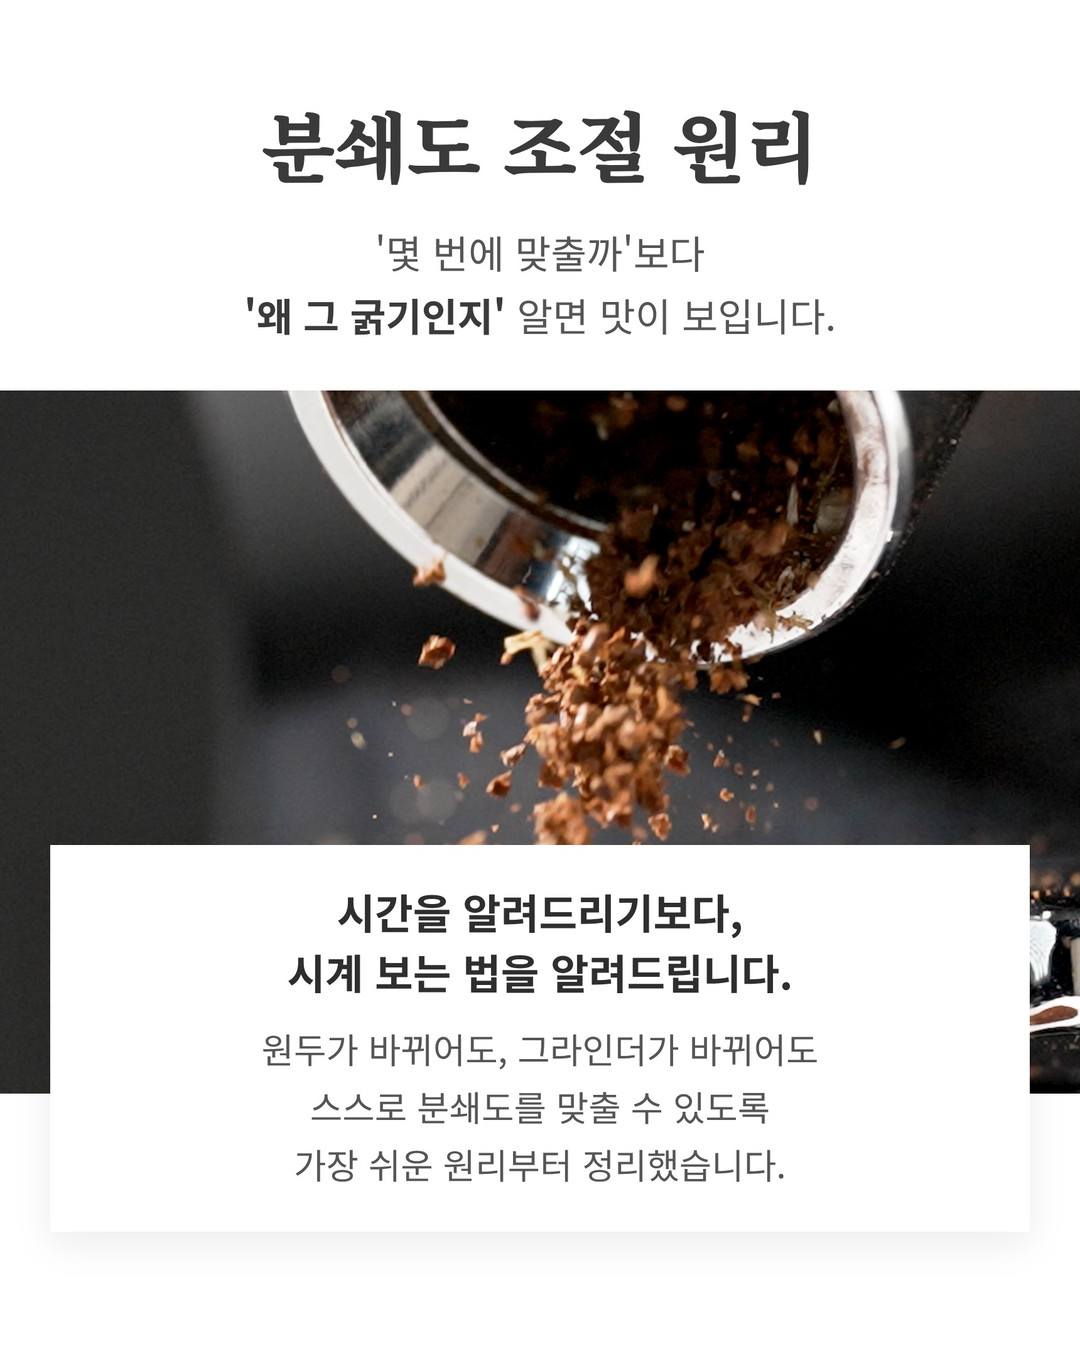 분쇄도 조절 원리
'몇 번에 맞출까'보다
'왜 그 굵기인지' 알면 맛이 보입니다.
시간을 알려드리기보다,
시계 보는 법을 알려드립니다.
원두가 바뀌어도, 그라인더가 바뀌어도
스스로 분쇄도를 맞출 수 있도록
가장 쉬운 원리부터 정리했습니다.